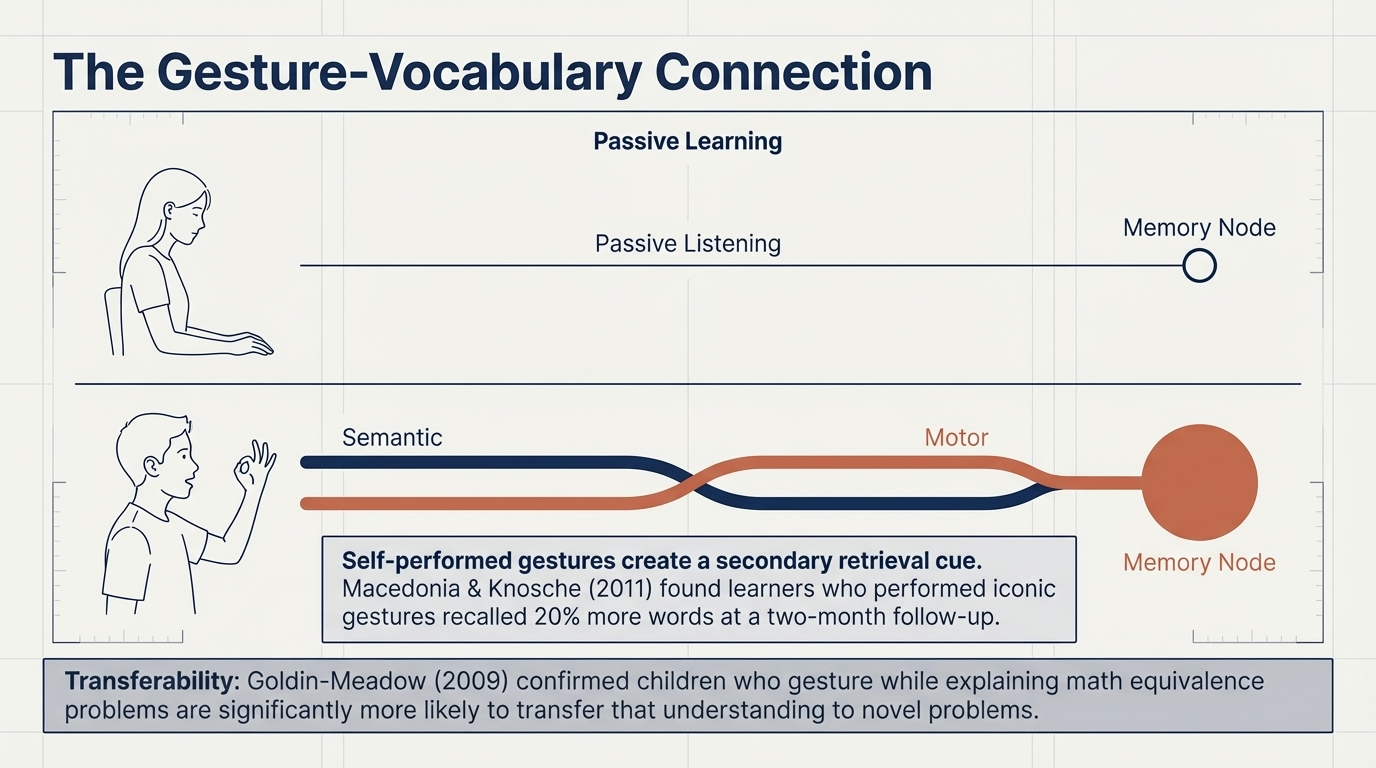 The Gesture-Vocabulary Connection
Passive Learning
Passive Listening
Memory Node
Semantic
Motor
Self-performed gestures create a secondary retrieval cue.
Macedonia & Knosche (2011) found learners who performed iconic
gestures recalled 20% more words at a two-month follow-up.
Memory Node
Transferability: Goldin-Meadow (2009) confirmed children who gesture while explaining math equivalence
problems are significantly more likely to transfer that understanding to novel problems.